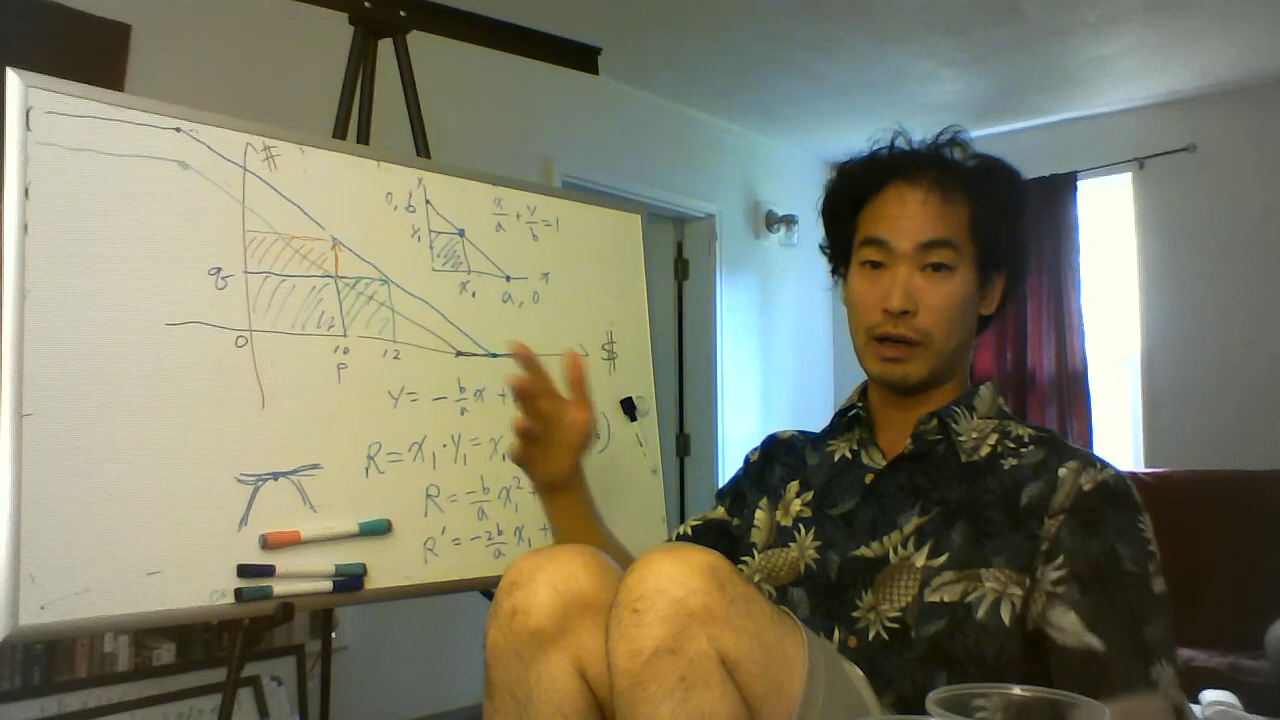 #
0, b
y
x/a + y/b = 1
y₁
x₁
a, 0
x
q
0
10
12
P
$
Y = -b/a x +
R = x₁ · y₁ = x₁
)
R = -b/a x₁² +
R' = -2b/a x₁ +